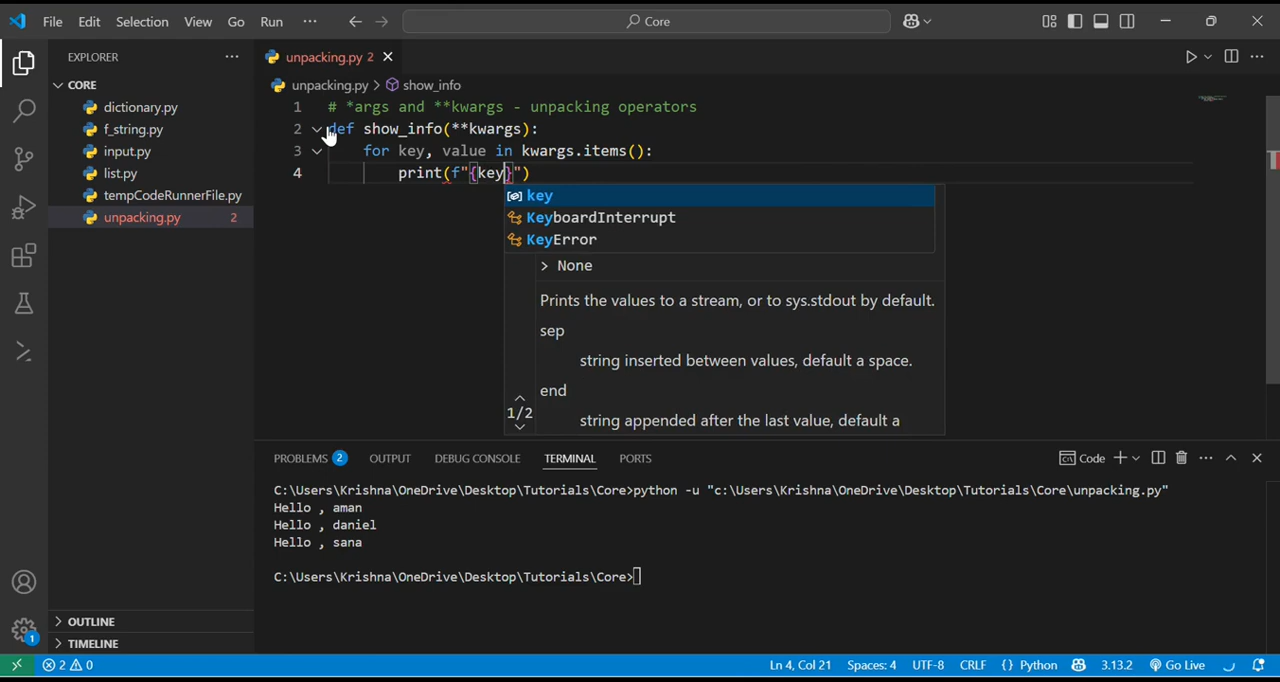 File Edit Selection View Go Run ··· Core
EXPLORER ···
CORE
dictionary.py
f_string.py
input.py
list.py
tempCodeRunnerFile.py
unpacking.py 2
OUTLINE
TIMELINE
unpacking.py 2
unpacking.py > show_info
1 # *args and **kwargs - unpacking operators
2 def show_info(**kwargs):
3 for key, value in kwargs.items():
4 print(f"{key}")
key
KeyboardInterrupt
KeyError
> None
Prints the values to a stream, or to sys.stdout by default.
sep
string inserted between values, default a space.
end
1/2
string appended after the last value, default a
PROBLEMS 2 OUTPUT DEBUG CONSOLE TERMINAL PORTS Code
C:\Users\Krishna\OneDrive\Desktop\Tutorials\Core>python -u "c:\Users\Krishna\OneDrive\Desktop\Tutorials\Core\unpacking.py"
Hello , aman
Hello , daniel
Hello , sana
C:\Users\Krishna\OneDrive\Desktop\Tutorials\Core>
1
2 0 Ln 4, Col 21 Spaces: 4 UTF-8 CRLF {} Python 3.13.2 Go Live